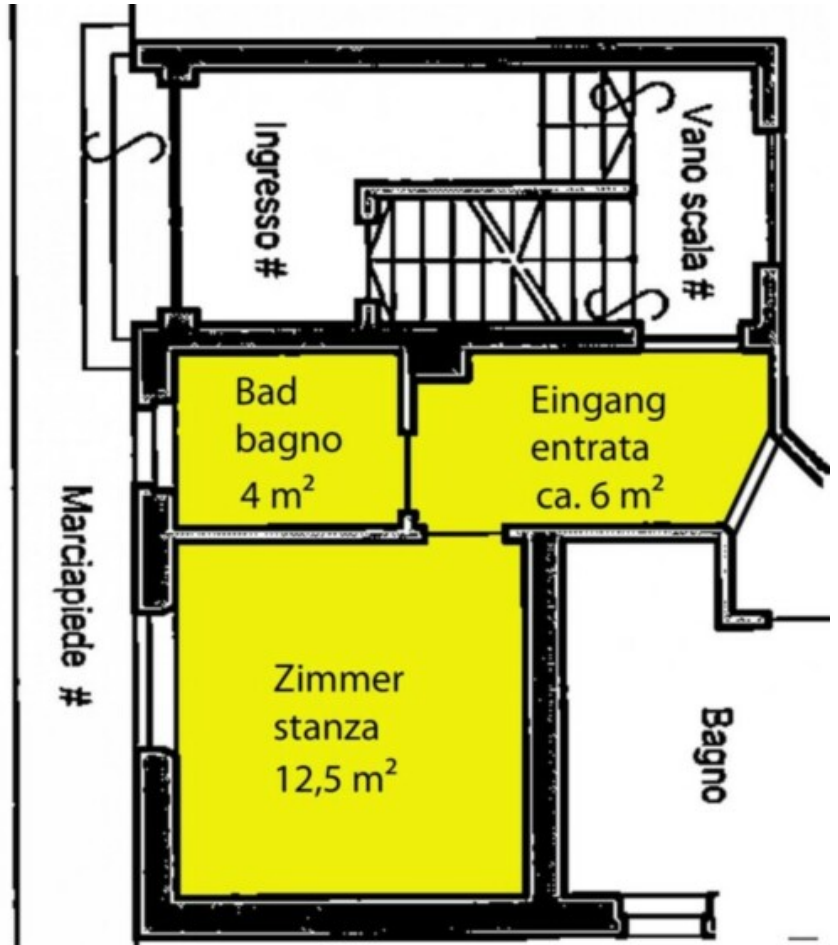 Ingresso #
Vano scala #
Bad
bagno
4 m²
Eingang
entrata
ca. 6 m²
Marciapiede #
Zimmer
stanza
12,5 m²
Bagno